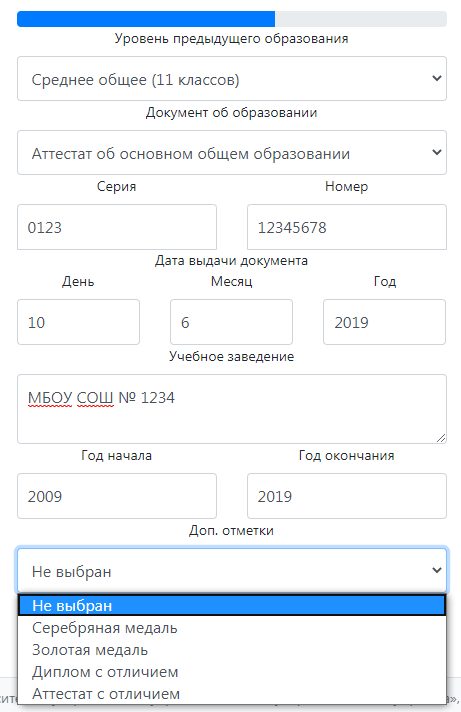 Уровень предыдущего образования
Среднее общее (11 классов)
Документ об образовании
Аттестат об основном общем образовании
Серия Номер
0123 12345678
Дата выдачи документа
День Месяц Год
10 6 2019
Учебное заведение
МБОУ СОШ № 1234
Год начала Год окончания
2009 2019
Доп. отметки
Не выбран
Не выбран
Серебряная медаль
Золотая медаль
Диплом с отличием
Аттестат с отличием